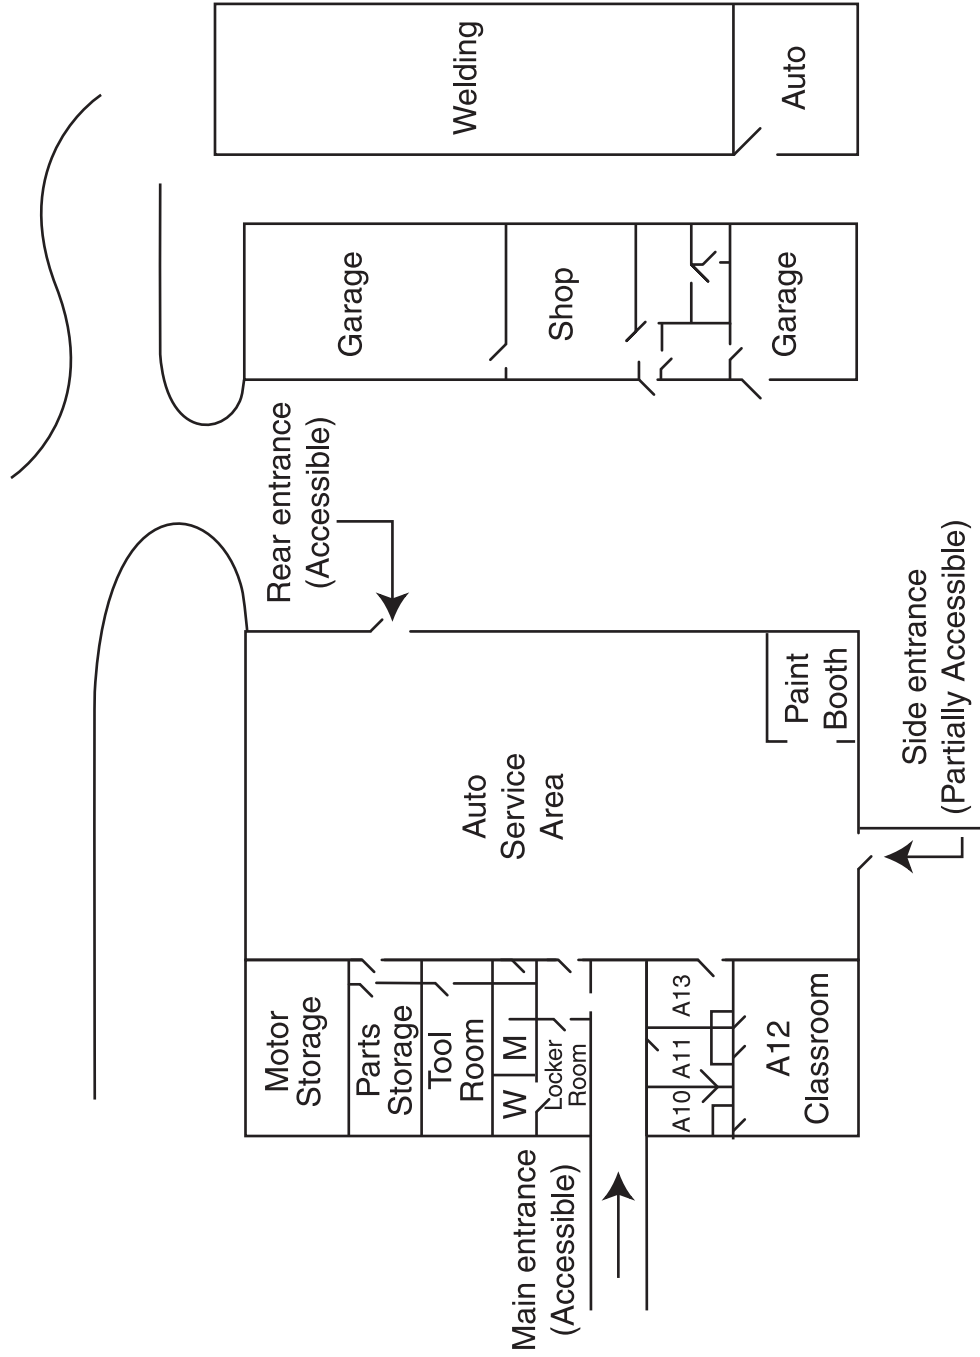 Welding
Auto
Garage
Shop
Garage
Rear entrance
(Accessible)
Auto
Service
Area
Paint
Booth
Side entrance
(Partially Accessible)
Motor
Storage
Parts
Storage
Tool
Room
W
M
Locker
Room
A10
A11
A13
A12
Classroom
Main entrance
(Accessible)